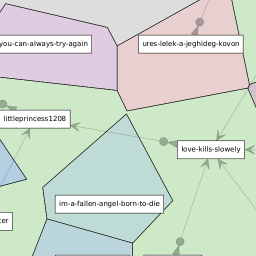 you-can-always-try-again
ures-lelek-a-jeghideg-kovon
littleprincess1208
love-kills-slowely
im-a-fallen-angel-born-to-die